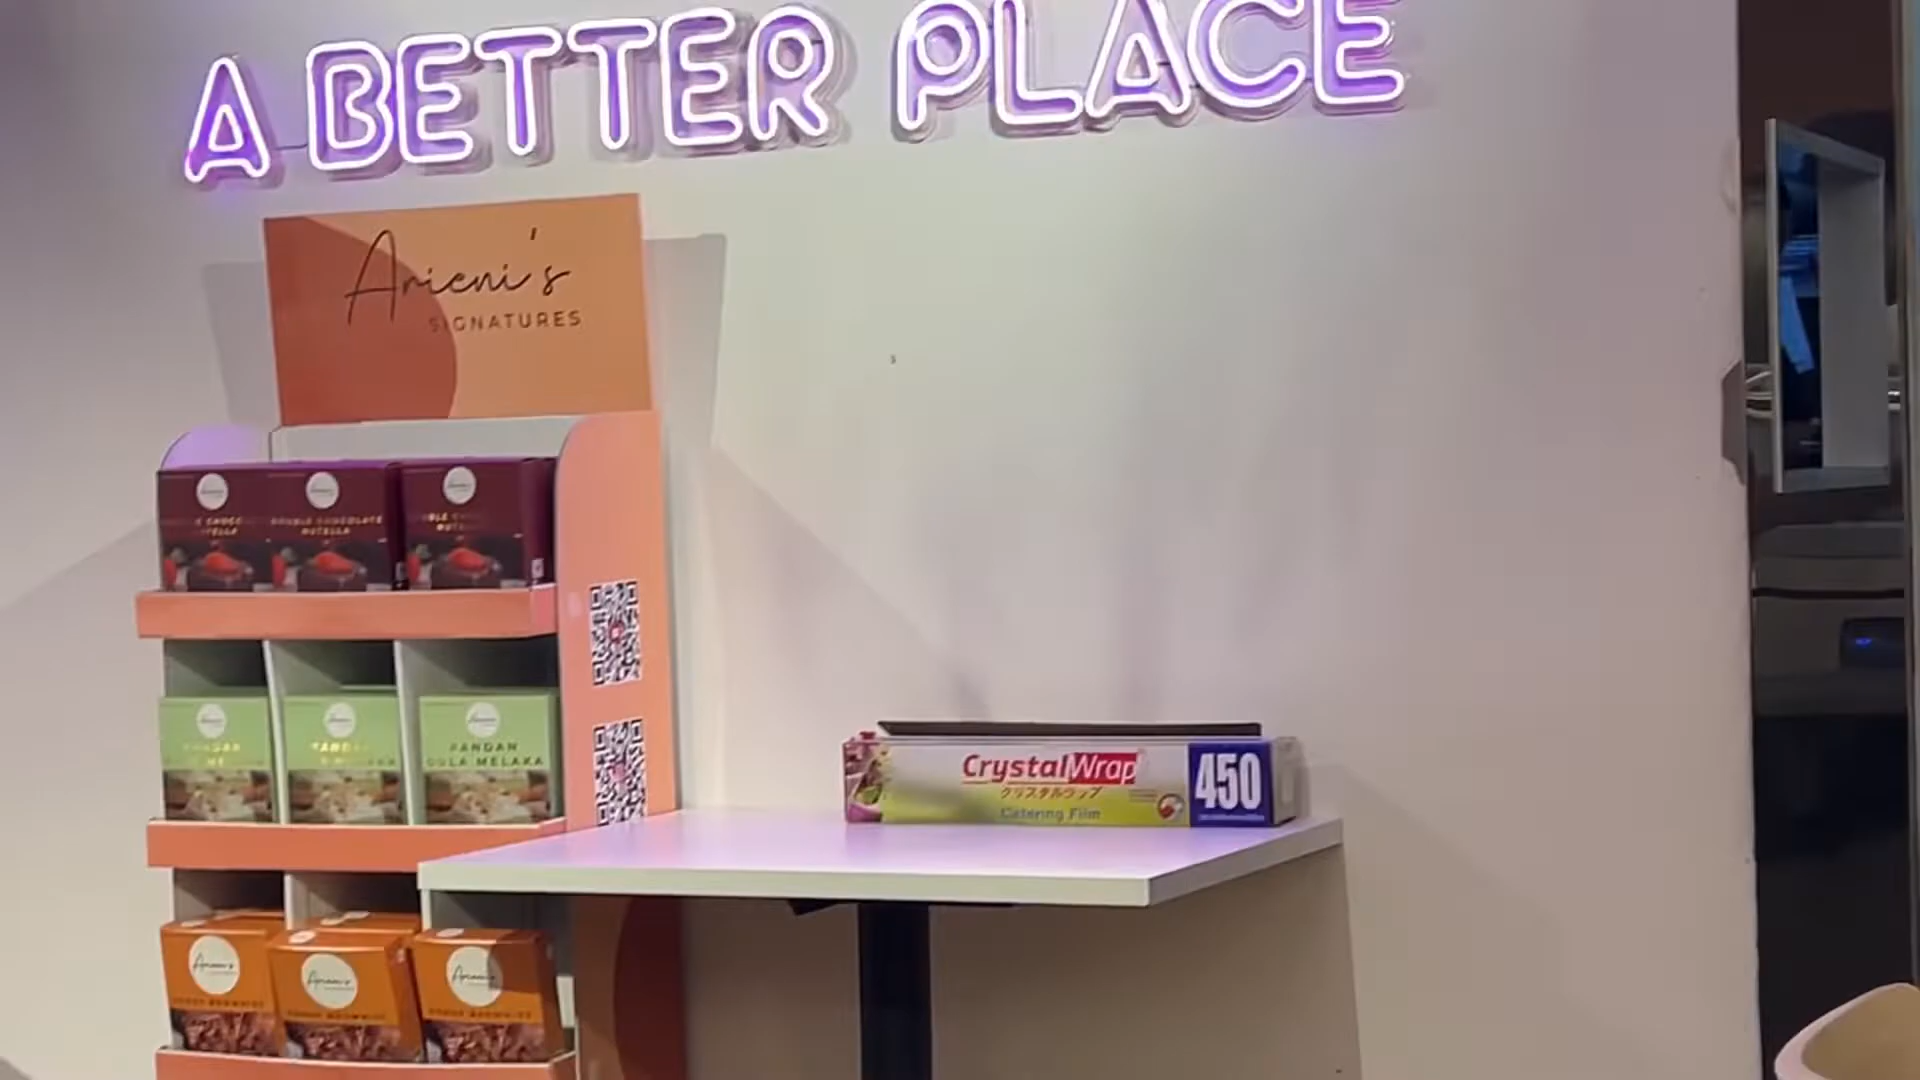 A BETTER PLACE
Arieni's
SIGNATURES
DOUBLE CHOCOLATE
NUTELLA
PANDAN
GULA MELAKA
CrystalWrap
クリスタルラップ
Catering Film
450